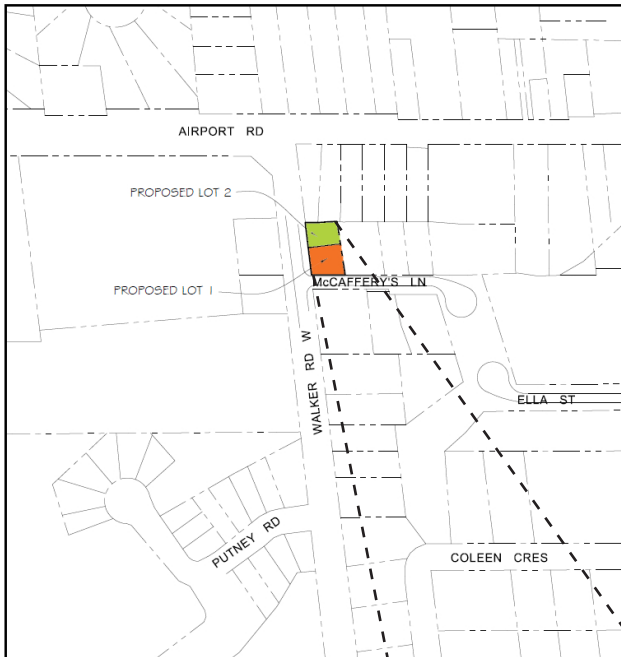 AIRPORT RD
PROPOSED LOT 2
PROPOSED LOT 1
McCAFFERY'S LN
WALKER RD W
ELLA ST
PUTNEY RD
COLEEN CRES